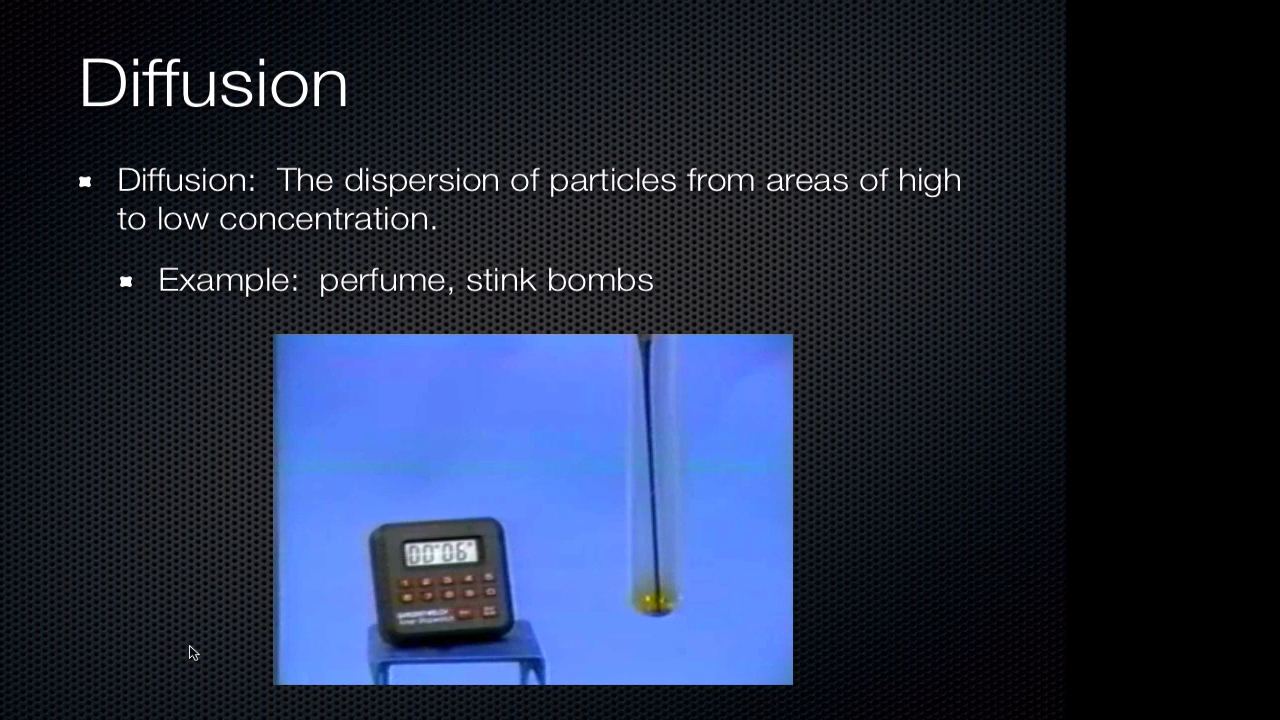 Diffusion
Diffusion: The dispersion of particles from areas of high
to low concentration.
Example: perfume, stink bombs
00"06"